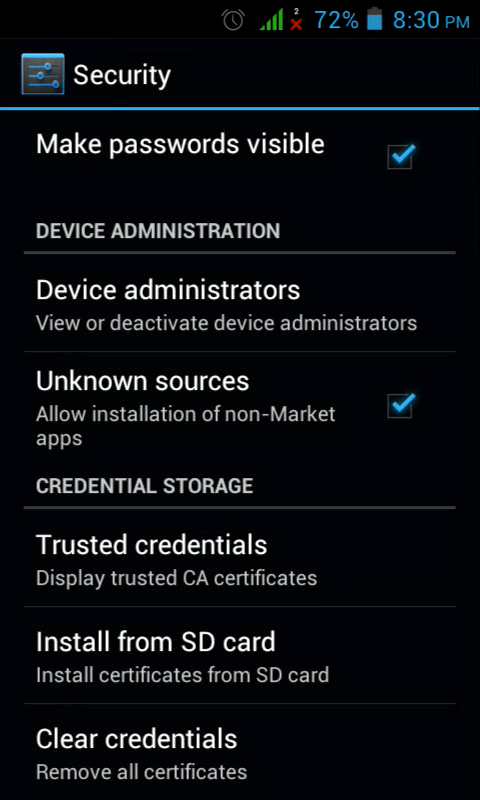 2 72% 8:30 PM
Security
Make passwords visible
DEVICE ADMINISTRATION
Device administrators
View or deactivate device administrators
Unknown sources
Allow installation of non-Market
apps
CREDENTIAL STORAGE
Trusted credentials
Display trusted CA certificates
Install from SD card
Install certificates from SD card
Clear credentials
Remove all certificates